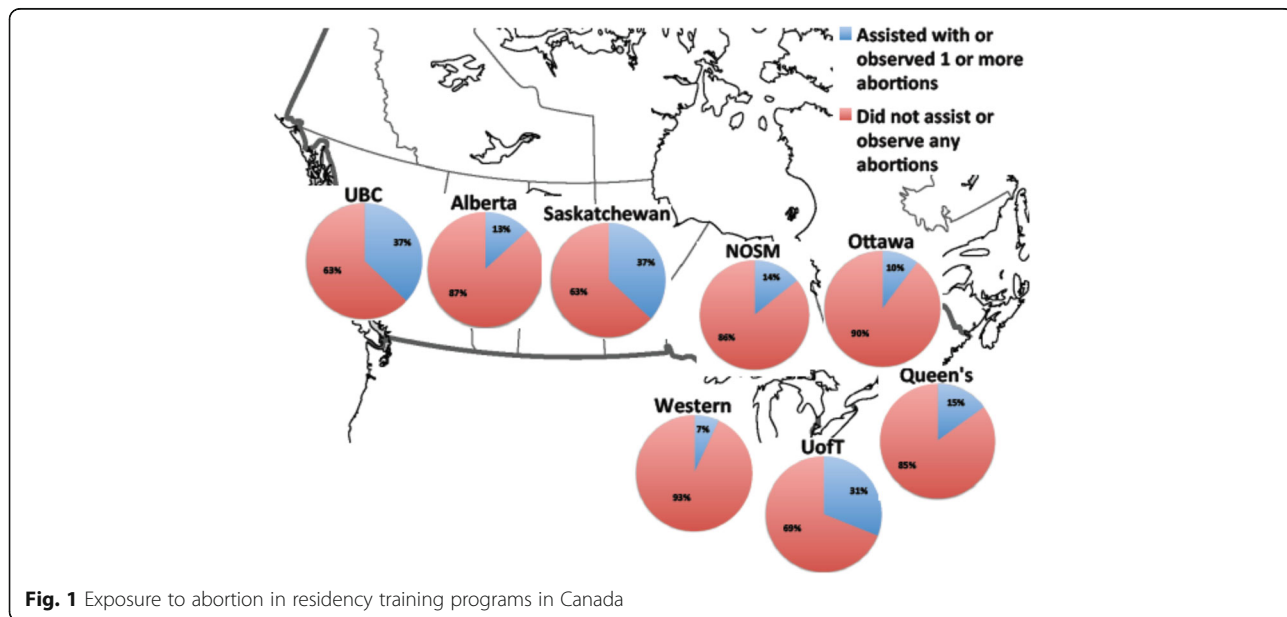 Assisted with or
observed 1 or more
abortions
Did not assist or
observe any
abortions
UBC
37%
63%
Alberta
13%
87%
Saskatchewan
37%
63%
NOSM
14%
86%
Ottawa
10%
90%
Western
7%
93%
UofT
31%
69%
Queen's
15%
85%
Fig. 1 Exposure to abortion in residency training programs in Canada